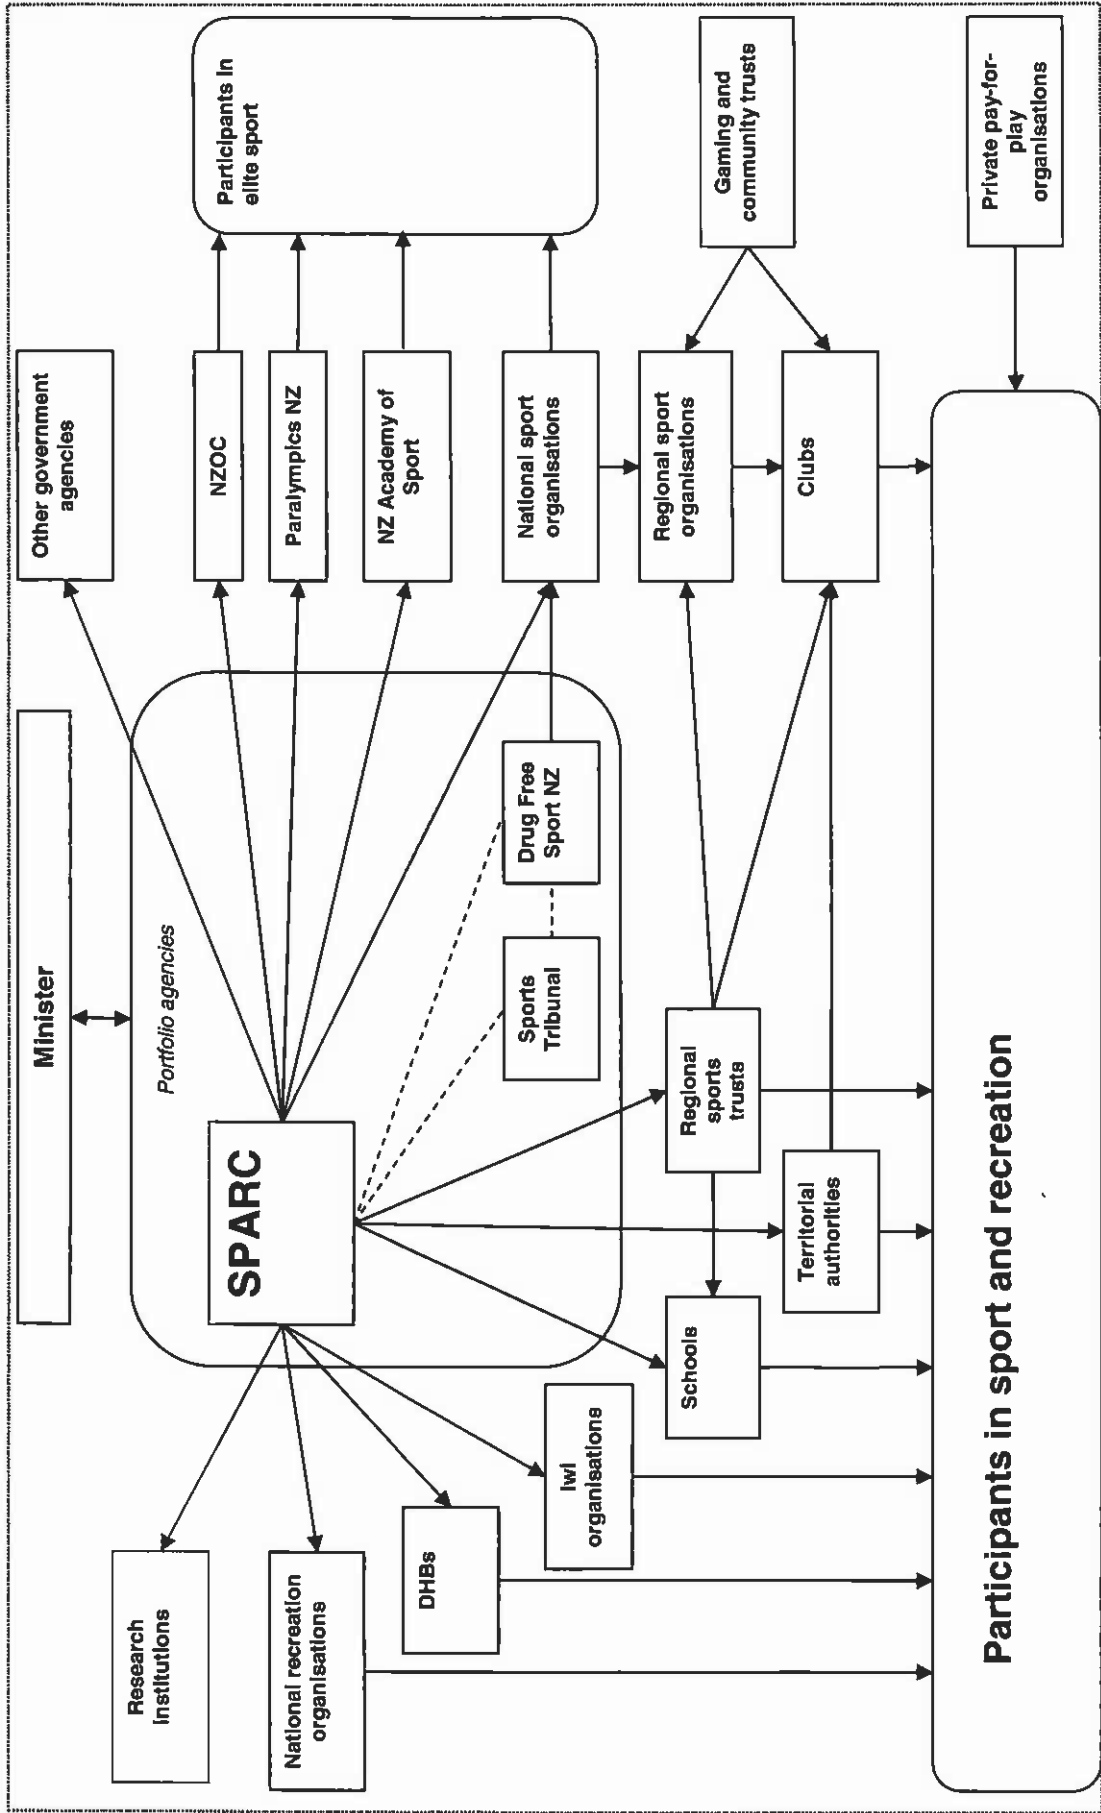 Minister
Portfolio agencies
SPARC
Sports
Tribunal
Drug Free
Sport NZ
Research
Institutions
National recreation
organisations
DHBs
Iwi
organisations
Schools
Regional
sports
trusts
Territorial
authorities
Other government
agencies
NZOC
Paralympics NZ
NZ Academy of
Sport
National sport
organisations
Regional sport
organisations
Clubs
Participants in
elite sport
Gaming and
community trusts
Private pay-for-
play
organisations
Participants in sport and recreation